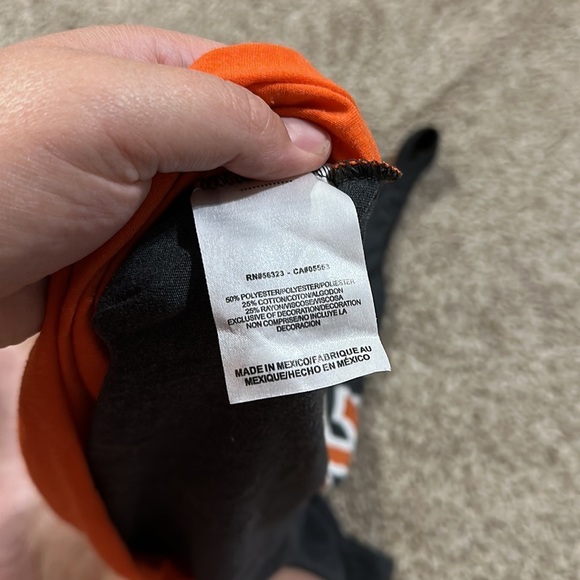 RN#56323 - CA#05553
50% POLYESTER/POLYESTER/POLIESTER
25% COTTON/COTON/ALGODON
25% RAYON/VISCOSE/VISCOSA
EXCLUSIVE OF DECORATION/DECORATION
NON COMPRISE/NO INCLUYE LA
DECORACION
MADE IN MEXICO/FABRIQUE AU
MEXIQUE/HECHO EN MÉXICO